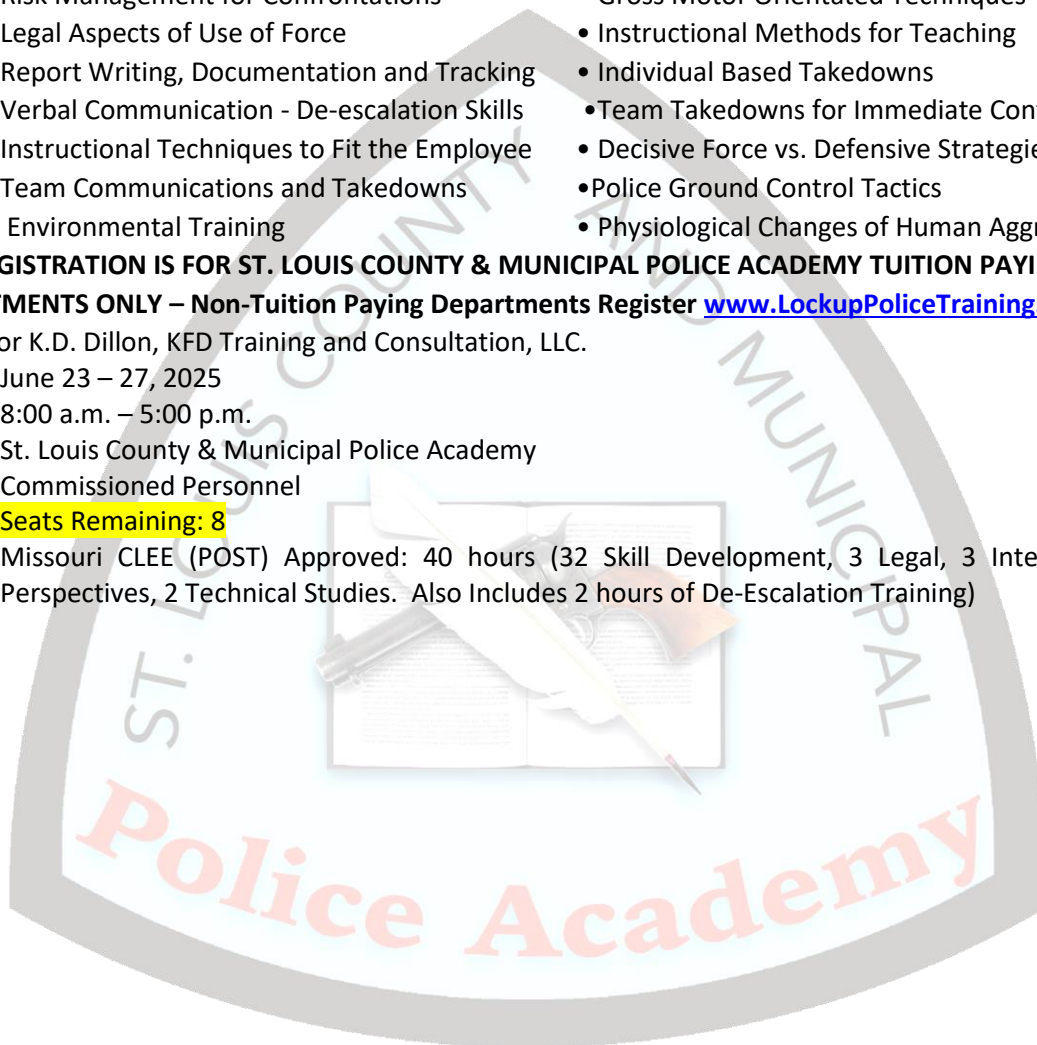 Risk Management for Confrontations Gross Motor Orientated Techniques
Legal Aspects of Use of Force • Instructional Methods for Teaching
Report Writing, Documentation and Tracking • Individual Based Takedowns
Verbal Communication - De-escalation Skills •Team Takedowns for Immediate Con
Instructional Techniques to Fit the Employee • Decisive Force vs. Defensive Strategie
Team Communications and Takedowns •Police Ground Control Tactics
Environmental Training • Physiological Changes of Human Aggr
GISTRATION IS FOR ST. LOUIS COUNTY & MUNICIPAL POLICE ACADEMY TUITION PAYI
TMENTS ONLY – Non-Tuition Paying Departments Register www.LockupPoliceTraining.
or K.D. Dillon, KFD Training and Consultation, LLC.
June 23 – 27, 2025
8:00 a.m. – 5:00 p.m.
St. Louis County & Municipal Police Academy
Commissioned Personnel
Seats Remaining: 8
Missouri CLEE (POST) Approved: 40 hours (32 Skill Development, 3 Legal, 3 Inte
Perspectives, 2 Technical Studies. Also Includes 2 hours of De-Escalation Training)
ST. LOUIS COUNTY AND MUNICIPAL
Police Academy